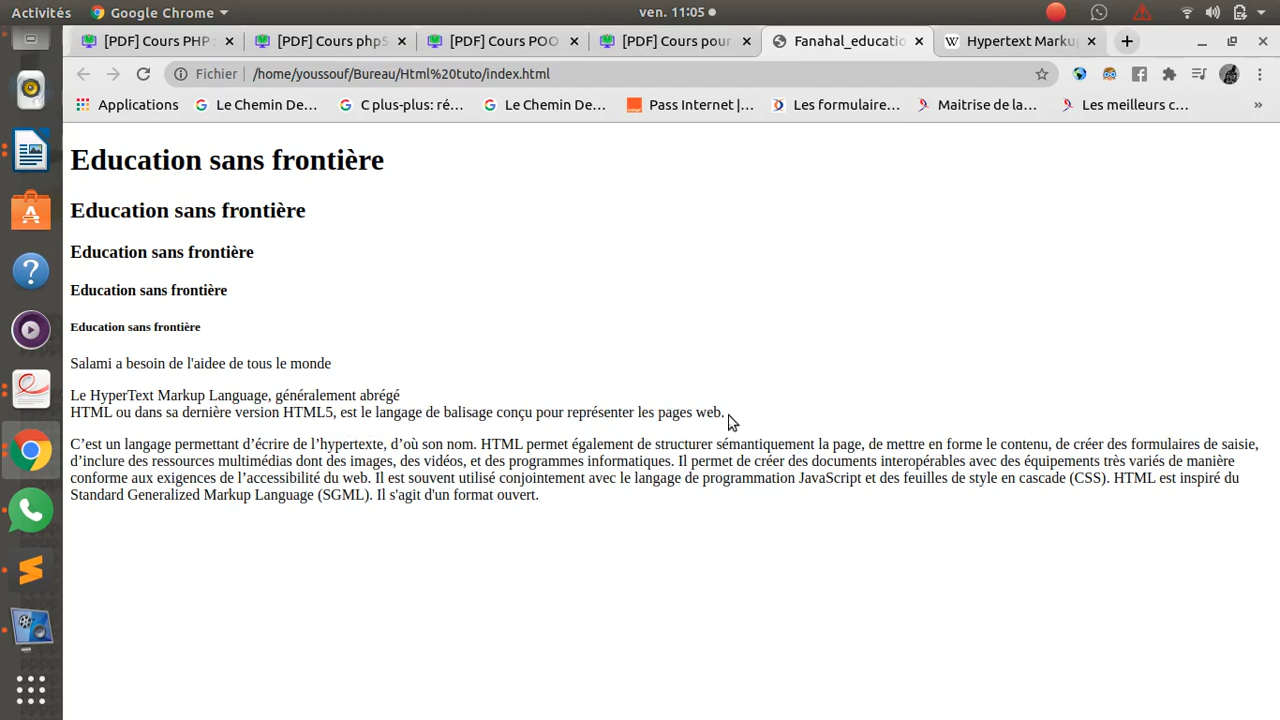 Activités
Google Chrome
ven. 11:05
[PDF] Cours PHP :
[PDF] Cours php5
[PDF] Cours POO
[PDF] Cours pour
Fanahal_educatio
Hypertext Marku
Fichier
/home/youssouf/Bureau/Html%20tuto/index.html
Applications
Le Chemin De...
C plus-plus: ré...
Le Chemin De...
Pass Internet |...
Les formulaire...
Maitrise de la...
Les meilleurs c...
»
Education sans frontière
Education sans frontière
Education sans frontière
Education sans frontière
Education sans frontière
Salami a besoin de l'aidee de tous le monde
Le HyperText Markup Language, généralement abrégé
HTML ou dans sa dernière version HTML5, est le langage de balisage conçu pour représenter les pages web.
C’est un langage permettant d’écrire de l’hypertexte, d’où son nom. HTML permet également de structurer sémantiquement la page, de mettre en forme le contenu, de créer des formulaires de saisie,
d’inclure des ressources multimédias dont des images, des vidéos, et des programmes informatiques. Il permet de créer des documents interopérables avec des équipements très variés de manière
conforme aux exigences de l’accessibilité du web. Il est souvent utilisé conjointement avec le langage de programmation JavaScript et des feuilles de style en cascade (CSS). HTML est inspiré du
Standard Generalized Markup Language (SGML). Il s'agit d'un format ouvert.